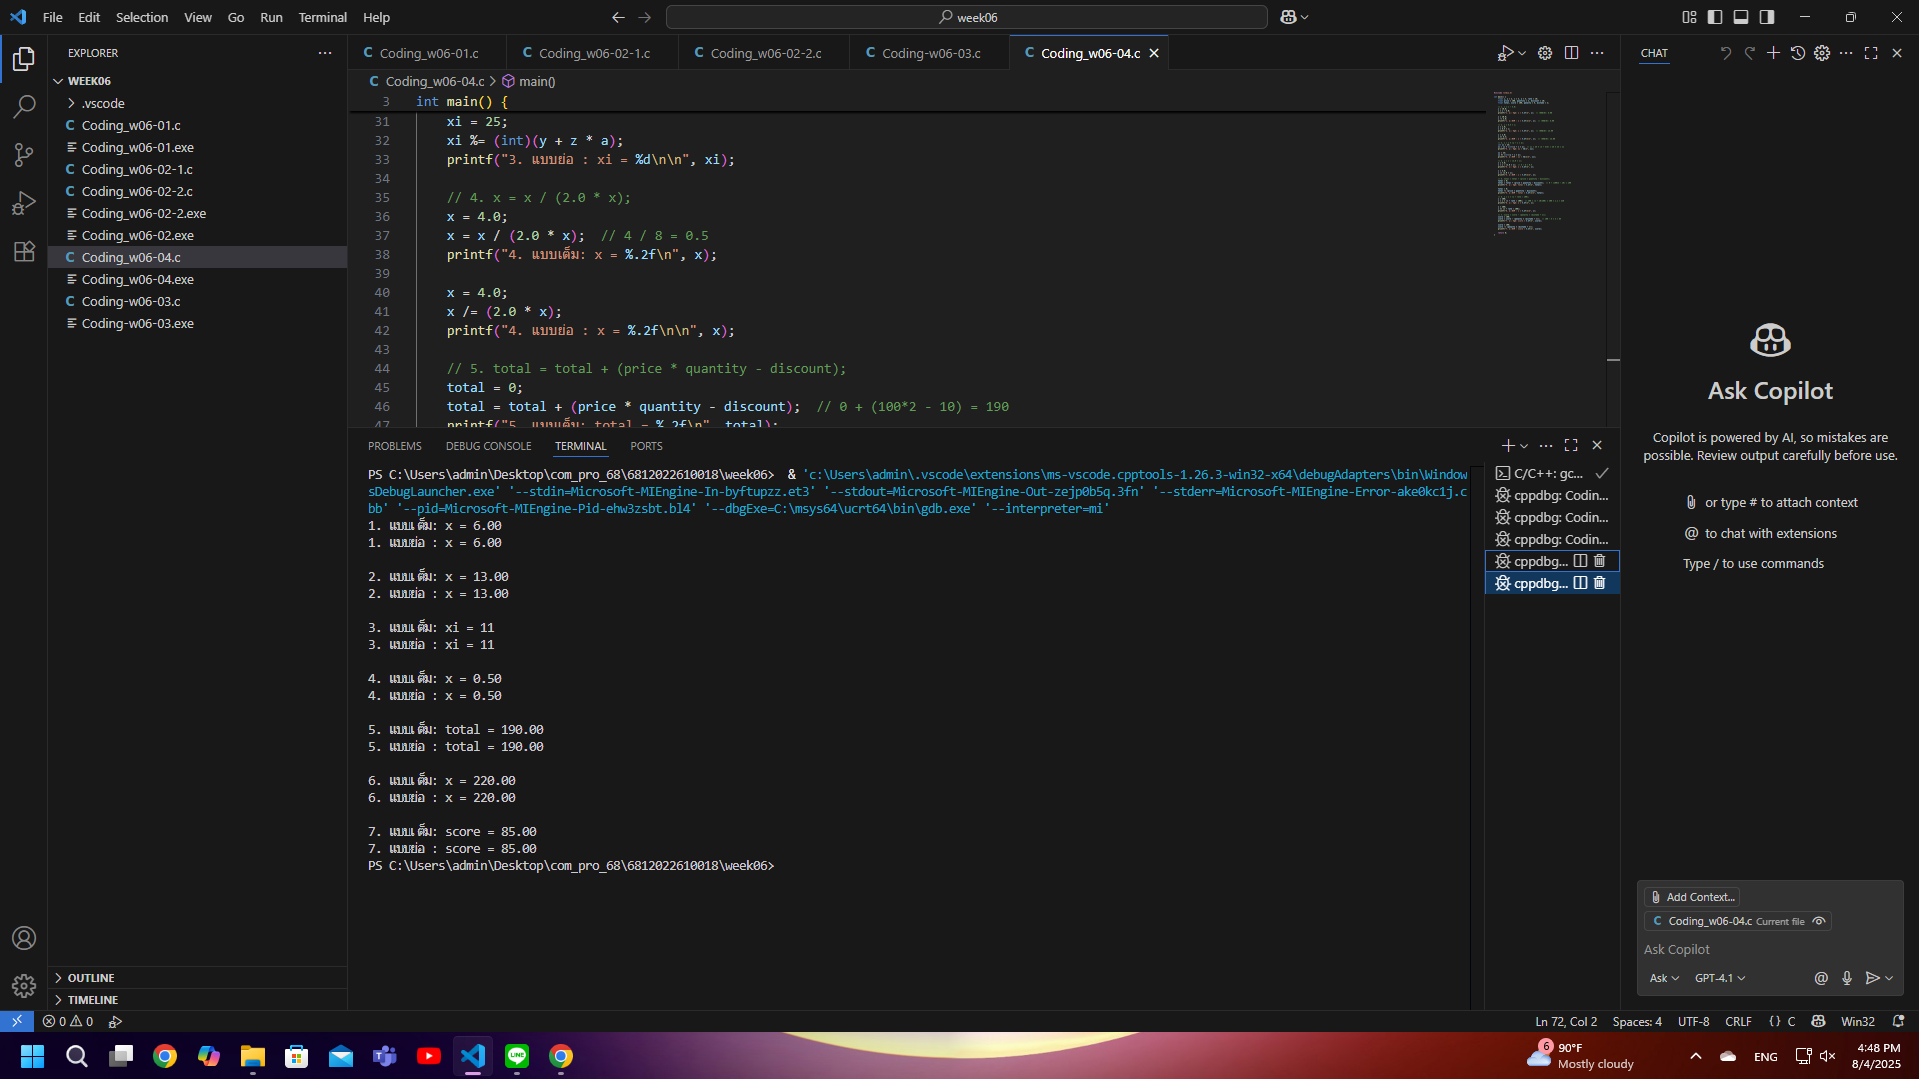 File Edit Selection View Go Run Terminal Help
week06
EXPLORER
WEEK06
.vscode
C Coding_w06-01.c
Coding_w06-01.exe
C Coding_w06-02-1.c
C Coding_w06-02-2.c
Coding_w06-02-2.exe
Coding_w06-02.exe
C Coding_w06-04.c
Coding_w06-04.exe
C Coding-w06-03.c
Coding-w06-03.exe
OUTLINE
TIMELINE
C Coding_w06-01.c C Coding_w06-02-1.c C Coding_w06-02-2.c C Coding-w06-03.c C Coding_w06-04.c
C Coding_w06-04.c > main()
3 int main() {
31 xi = 25;
32 xi %= (int)(y + z * a);
33 printf("3. แบบย่อ : xi = %d\n\n", xi);
34
35 // 4. x = x / (2.0 * x);
36 x = 4.0;
37 x = x / (2.0 * x);  // 4 / 8 = 0.5
38 printf("4. แบบเต็ม: x = %.2f\n", x);
39
40 x = 4.0;
41 x /= (2.0 * x);
42 printf("4. แบบย่อ : x = %.2f\n\n", x);
43
44 // 5. total = total + (price * quantity - discount);
45 total = 0;
46 total = total + (price * quantity - discount);  // 0 + (100*2 - 10) = 190
47 printf("5. แบบเต็ม: total = %.2f\n", total);
PROBLEMS DEBUG CONSOLE TERMINAL PORTS
PS C:\Users\admin\Desktop\com_pro_68\6812022610018\week06>  & 'c:\Users\admin\.vscode\extensions\ms-vscode.cpptools-1.26.3-win32-x64\debugAdapters\bin\Window
sDebugLauncher.exe' '--stdin=Microsoft-MIEngine-In-byftupzz.et3' '--stdout=Microsoft-MIEngine-Out-zejp0b5q.3fn' '--stderr=Microsoft-MIEngine-Error-ake0kc1j.c
bb' '--pid=Microsoft-MIEngine-Pid-ehw3zsbt.bl4' '--dbgExe=C:\msys64\ucrt64\bin\gdb.exe' '--interpreter=mi'
1. แบบเต็ม: x = 6.00
1. แบบย่อ : x = 6.00
2. แบบเต็ม: x = 13.00
2. แบบย่อ : x = 13.00
3. แบบเต็ม: xi = 11
3. แบบย่อ : xi = 11
4. แบบเต็ม: x = 0.50
4. แบบย่อ : x = 0.50
5. แบบเต็ม: total = 190.00
5. แบบย่อ : total = 190.00
6. แบบเต็ม: x = 220.00
6. แบบย่อ : x = 220.00
7. แบบเต็ม: score = 85.00
7. แบบย่อ : score = 85.00
PS C:\Users\admin\Desktop\com_pro_68\6812022610018\week06>
C/C++: gc...
cppdbg: Codin...
cppdbg: Codin...
cppdbg: Codin...
cppdbg...
cppdbg...
CHAT
Ask Copilot
Copilot is powered by AI, so mistakes are
possible. Review output carefully before use.
or type # to attach context
@ to chat with extensions
Type / to use commands
Add Context...
C Coding_w06-04.c Current file
Ask Copilot
Ask GPT-4.1
0 0
Ln 72, Col 2 Spaces: 4 UTF-8 CRLF {} C Win32
6
90°F
Mostly cloudy
LINE
ENG
4:48 PM
8/4/2025